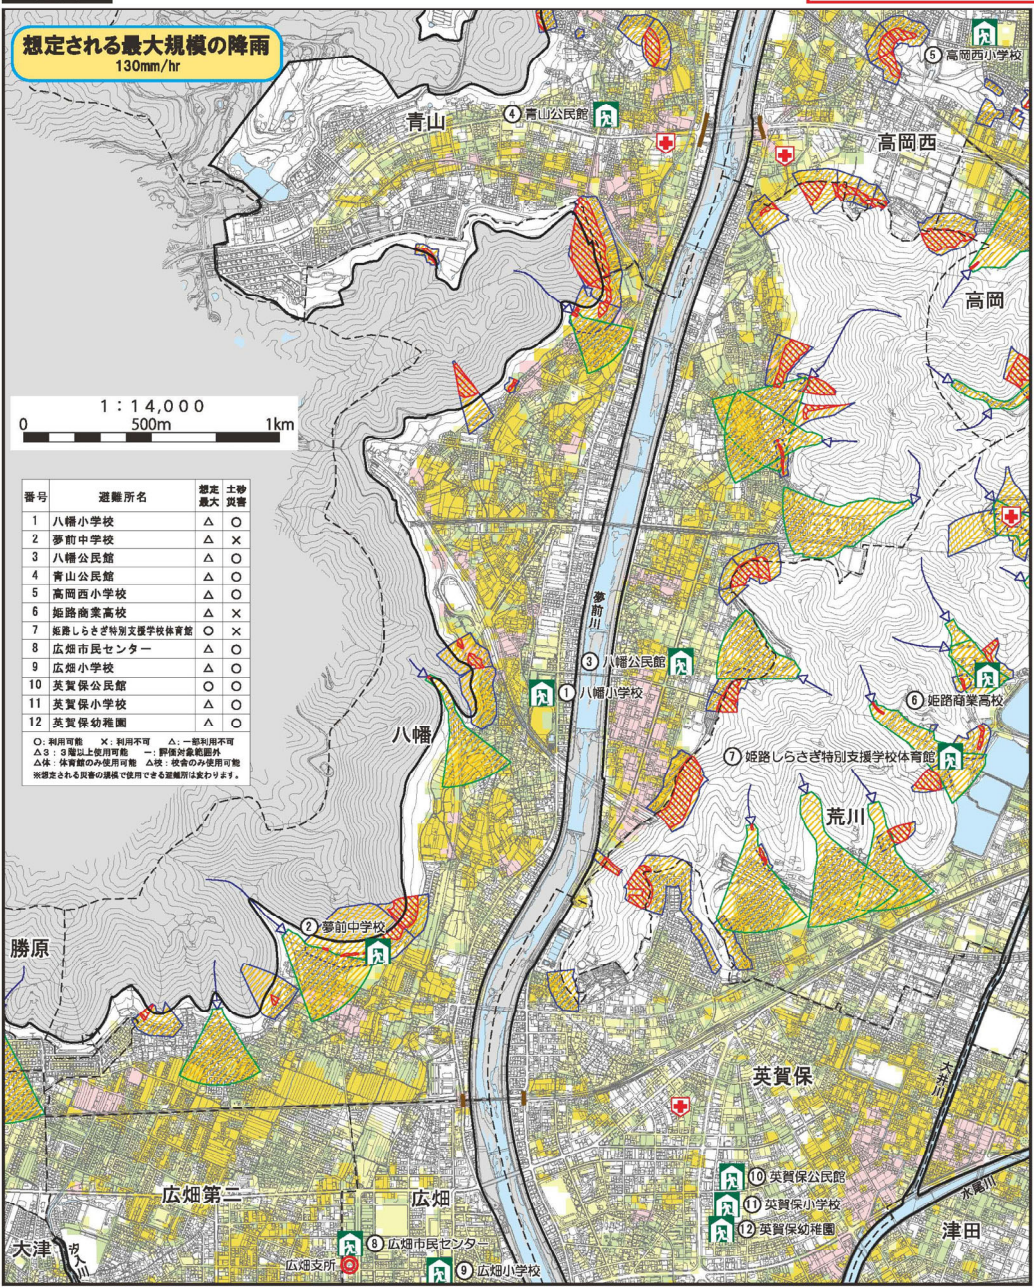 想定される最大規模の降雨
130mm/hr
⑤ 高岡西小学校
青山
④ 青山公民館
高岡西
高岡
1：14,000
0 500m 1km
番号 避難所名 想定最大 土砂災害
1 八幡小学校 △ ○
2 夢前中学校 △ ×
3 八幡公民館 △ ○
4 青山公民館 △ ○
5 高岡西小学校 △ ○
6 姫路商業高校 △ ×
7 姫路しらさぎ特別支援学校体育館 ○ ×
8 広畑市民センター △ ○
9 広畑小学校 △ ○
10 英賀保公民館 ○ ○
11 英賀保小学校 △ ○
12 英賀保幼稚園 △ ○
○：利用可能 ×：利用不可 △：一部利用不可
△3：3階以上使用可能 ー：評価対象範囲外
△体：体育館のみ使用可能 △校：校舎のみ使用可能
※想定される災害の規模で使用できる避難所は変わります。
夢前川
③ 八幡公民館
① 八幡小学校
⑥ 姫路商業高校
八幡
⑦ 姫路しらさぎ特別支援学校体育館
荒川
② 夢前中学校
勝原
英賀保
大井川
⑩ 英賀保公民館
⑪ 英賀保小学校
⑫ 英賀保幼稚園
水尾川
津田
広畑第二
広畑
大津
汐入川
⑧ 広畑市民センター
広畑支所
⑨ 広畑小学校